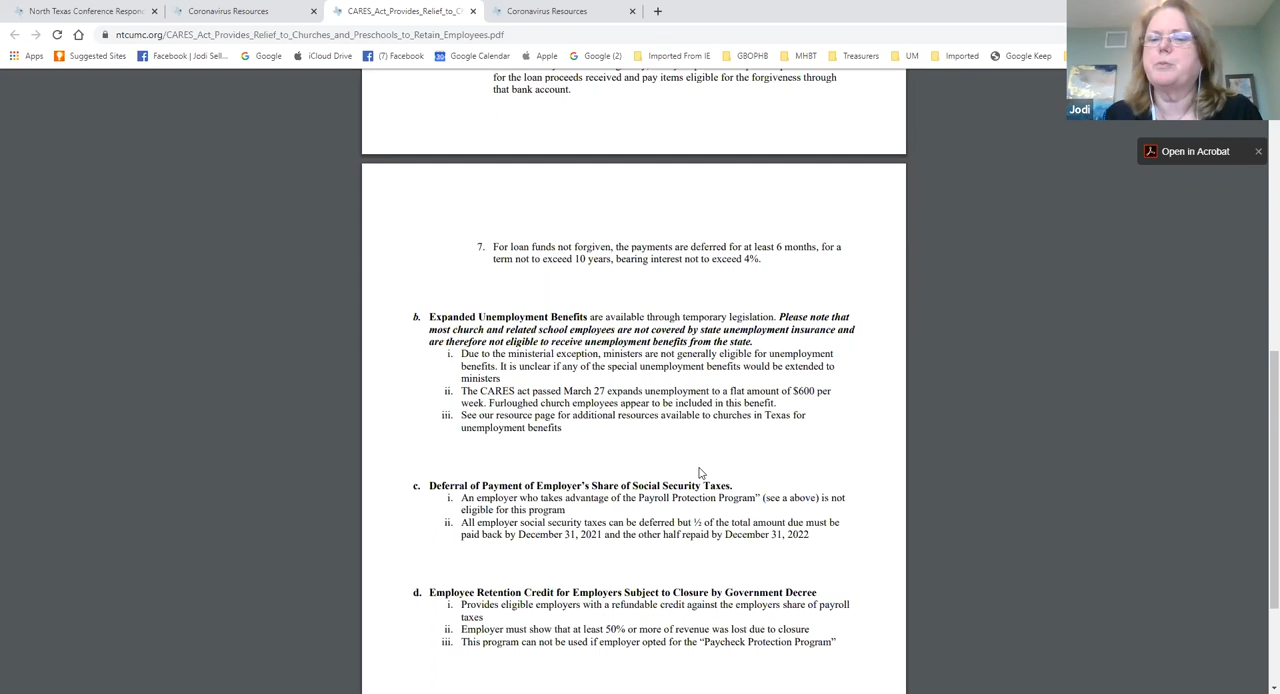 North Texas Conference Respon
Coronavirus Resources
CARES_Act_Provides_Relief_to_C
Coronavirus Resources
ntcumc.org/CARES_Act_Provides_Relief_to_Churches_and_Preschools_to_Retain_Employees.pdf
Apps
Suggested Sites
Facebook | Jodi Sell...
Google
iCloud Drive
(7) Facebook
Google Calendar
Apple
Google (2)
Imported From IE
GBOPHB
MHBT
Treasurers
UM
Imported
Google Keep
Jodi
Open in Acrobat
for the loan proceeds received and pay items eligible for the forgiveness through
that bank account.
7. For loan funds not forgiven, the payments are deferred for at least 6 months, for a
term not to exceed 10 years, bearing interest not to exceed 4%.
b. Expanded Unemployment Benefits are available through temporary legislation. Please note that
most church and related school employees are not covered by state unemployment insurance and
are therefore not eligible to receive unemployment benefits from the state.
i. Due to the ministerial exception, ministers are not generally eligible for unemployment
benefits. It is unclear if any of the special unemployment benefits would be extended to
ministers
ii. The CARES act passed March 27 expands unemployment to a flat amount of $600 per
week. Furloughed church employees appear to be included in this benefit.
iii. See our resource page for additional resources available to churches in Texas for
unemployment benefits
c. Deferral of Payment of Employer's Share of Social Security Taxes.
i. An employer who takes advantage of the Payroll Protection Program" (see a above) is not
eligible for this program
ii. All employer social security taxes can be deferred but ½ of the total amount due must be
paid back by December 31, 2021 and the other half repaid by December 31, 2022
d. Employee Retention Credit for Employers Subject to Closure by Government Decree
i. Provides eligible employers with a refundable credit against the employers share of payroll
taxes
ii. Employer must show that at least 50% or more of revenue was lost due to closure
iii. This program can not be used if employer opted for the "Paycheck Protection Program"